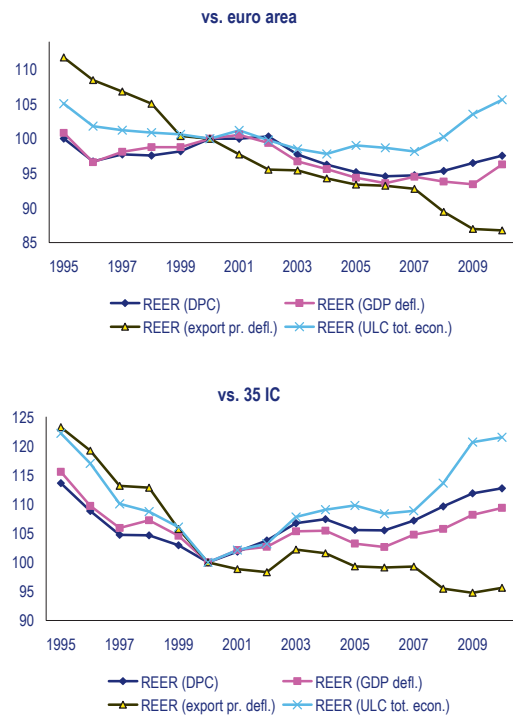 vs. euro area
110
105
100
95
90
85
1995 1997 1999 2001 2003 2005 2007 2009
REER (DPC) REER (GDP defl.)
REER (export pr. defl.) REER (ULC tot. econ.)
vs. 35 IC
125
120
115
110
105
100
95
90
1995 1997 1999 2001 2003 2005 2007 2009
REER (DPC) REER (GDP defl.)
REER (export pr. defl.) REER (ULC tot. econ.)